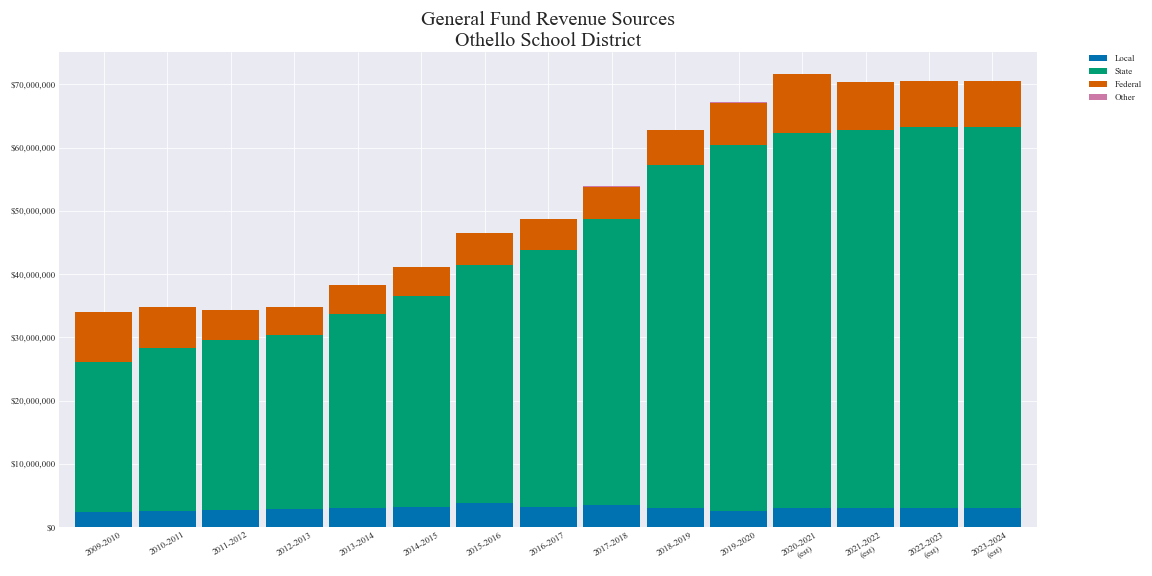 General Fund Revenue Sources
Othello School District
Local
State
Federal
Other
$70,000,000
$60,000,000
$50,000,000
$40,000,000
$30,000,000
$20,000,000
$10,000,000
$0
2009-2010
2010-2011
2011-2012
2012-2013
2013-2014
2014-2015
2015-2016
2016-2017
2017-2018
2018-2019
2019-2020
2020-2021
(est)
2021-2022
(est)
2022-2023
(est)
2023-2024
(est)